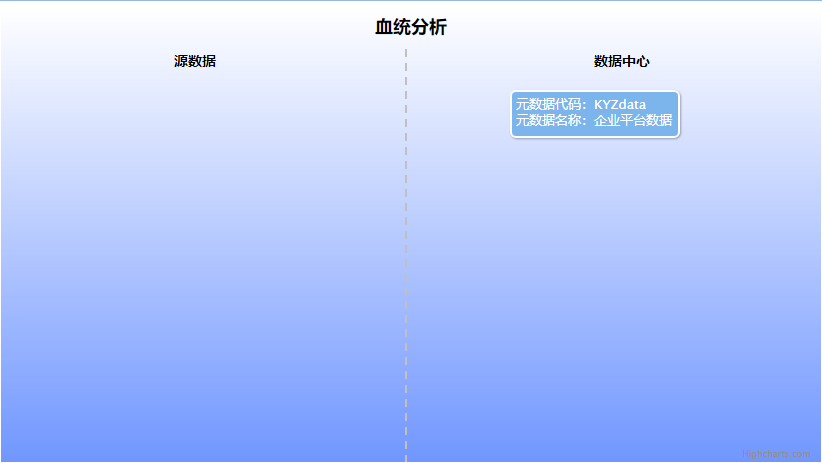 血统分析
源数据
数据中心
元数据代码：KYZdata
元数据名称：企业平台数据
Highcharts.com